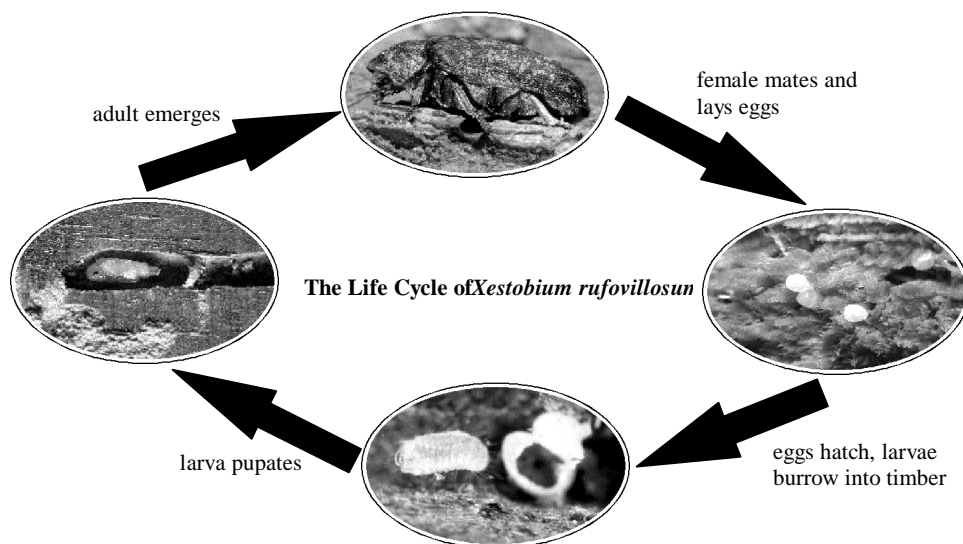 female mates and
lays eggs
adult emerges
The Life Cycle ofXestobium rufovillosun
larva pupates
eggs hatch, larvae
burrow into timber